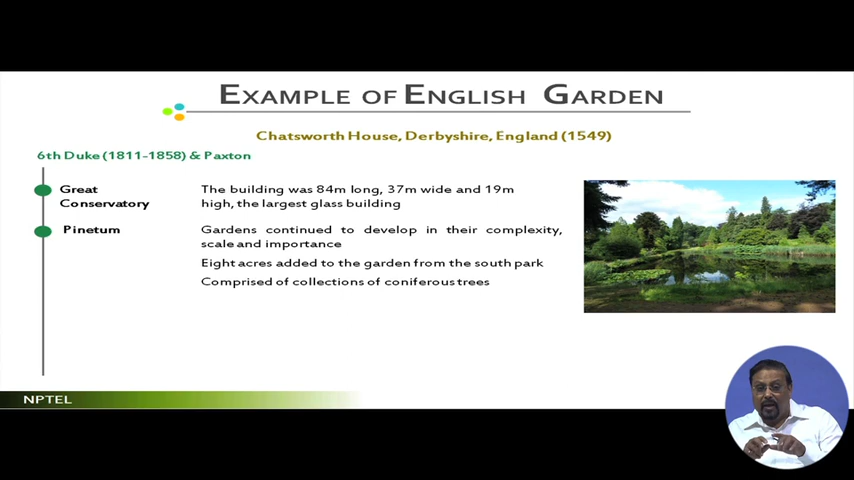 EXAMPLE OF ENGLISH GARDEN
Chatsworth House, Derbyshire, England (1549)
6th Duke (1811-1858) & Paxton
Great
Conservatory
The building was 84m long, 37m wide and 19m
high, the largest glass building
Pinetum
Gardens continued to develop in their complexity,
scale and importance
Eight acres added to the garden from the south park
Comprised of collections of coniferous trees
NPTEL